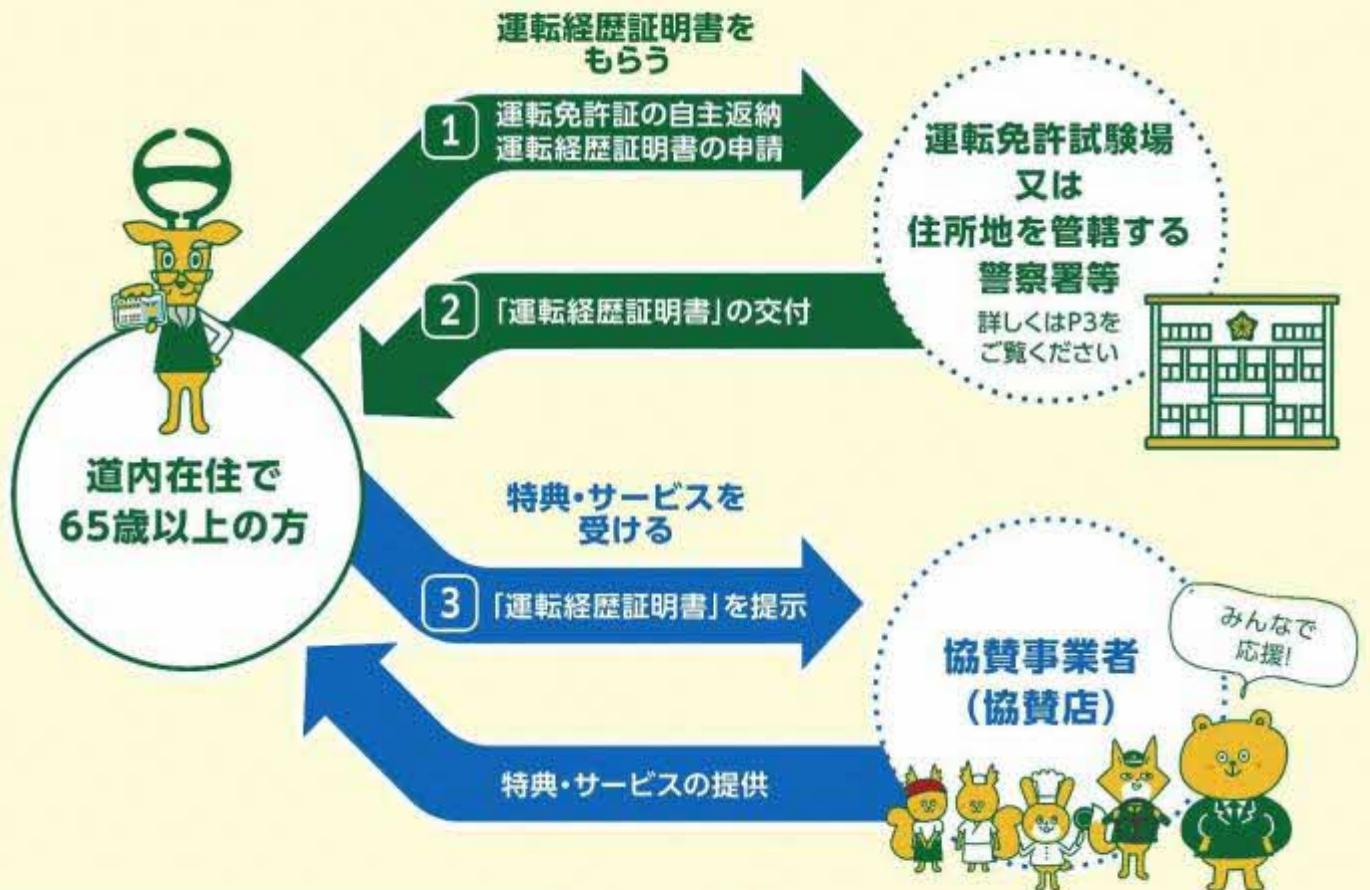 運転経歴証明書を
もらう
1
運転免許証の自主返納
運転経歴証明書の申請
運転免許試験場
又は
住所地を管轄する
警察署等
詳しくはP3を
ご覧ください
2
「運転経歴証明書」の交付
道内在住で
65歳以上の方
特典・サービスを
受ける
3
「運転経歴証明書」を提示
協賛事業者
（協賛店）
みんなで
応援!
特典・サービスの提供